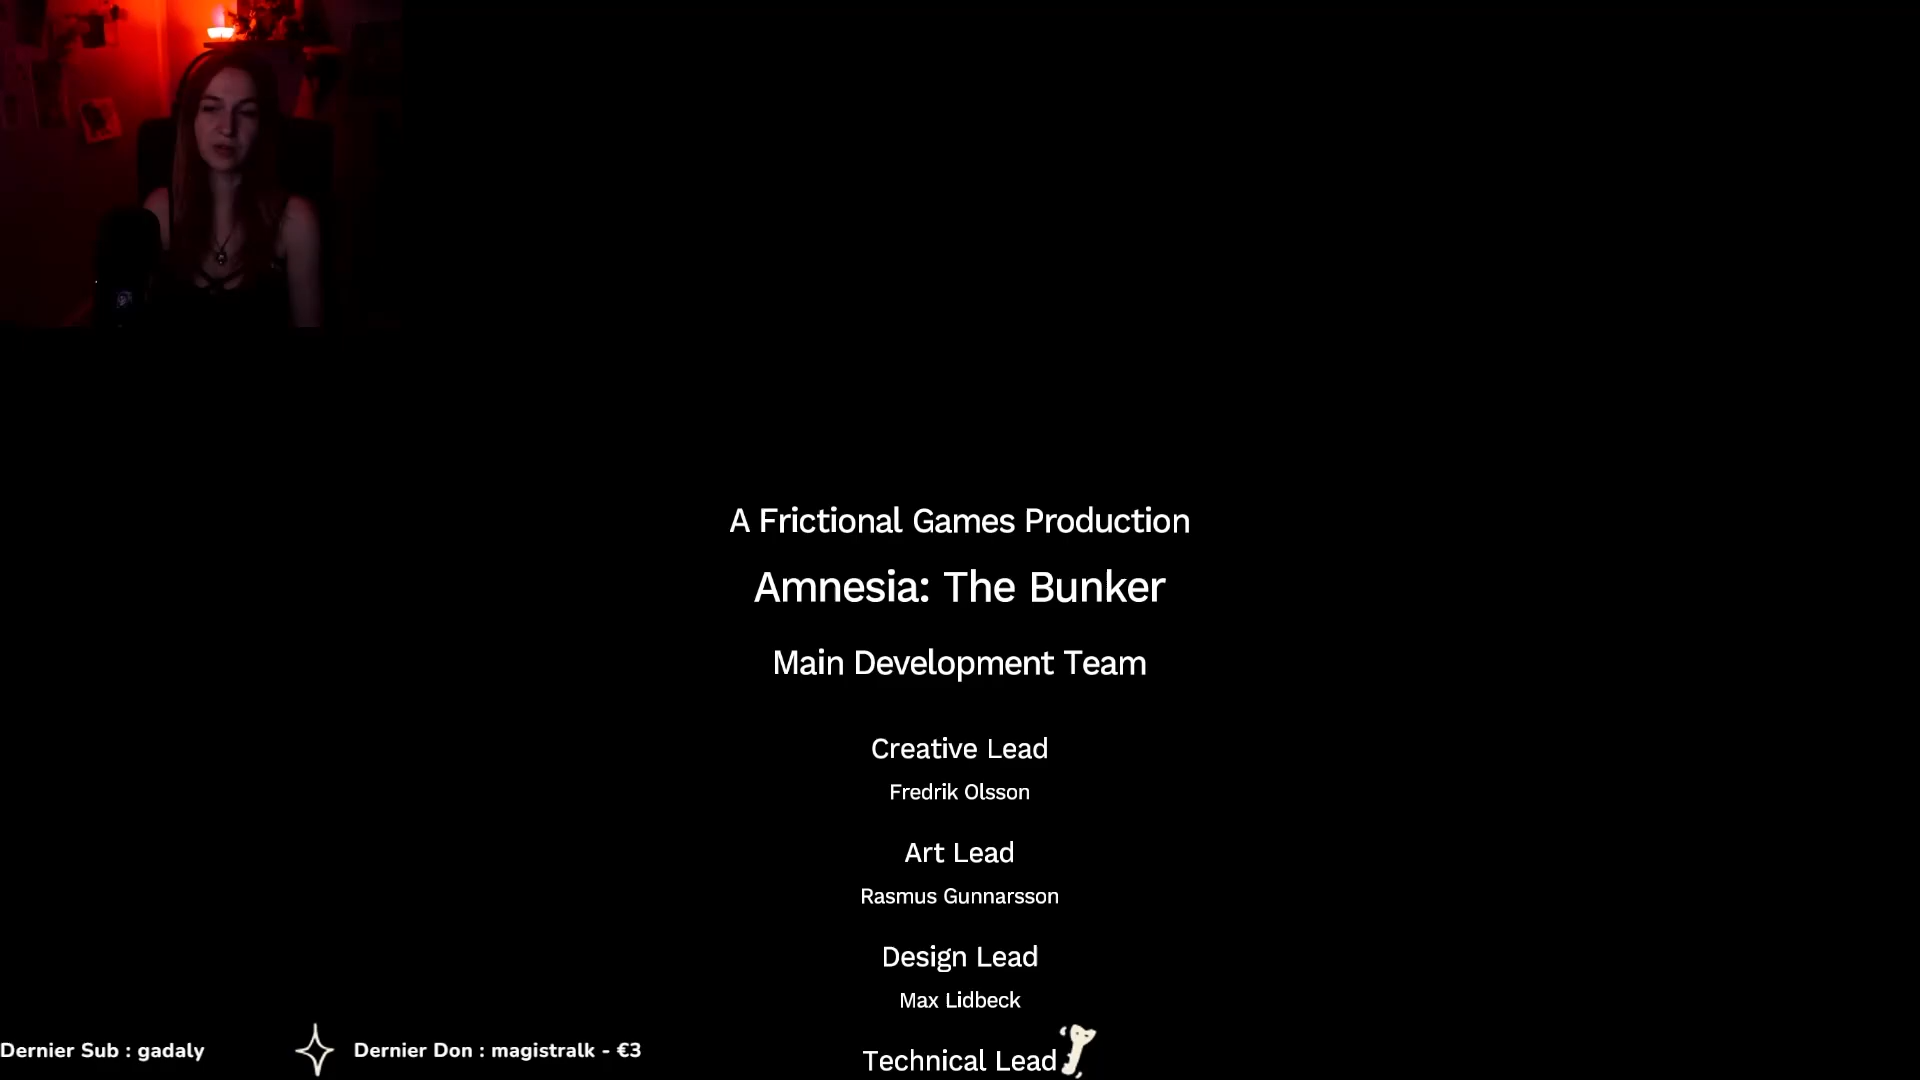 A Frictional Games Production
Amnesia: The Bunker
Main Development Team
Creative Lead
Fredrik Olsson
Art Lead
Rasmus Gunnarsson
Design Lead
Max Lidbeck
Technical Lead
Dernier Sub : gadaly
Dernier Don : magistralk - €3